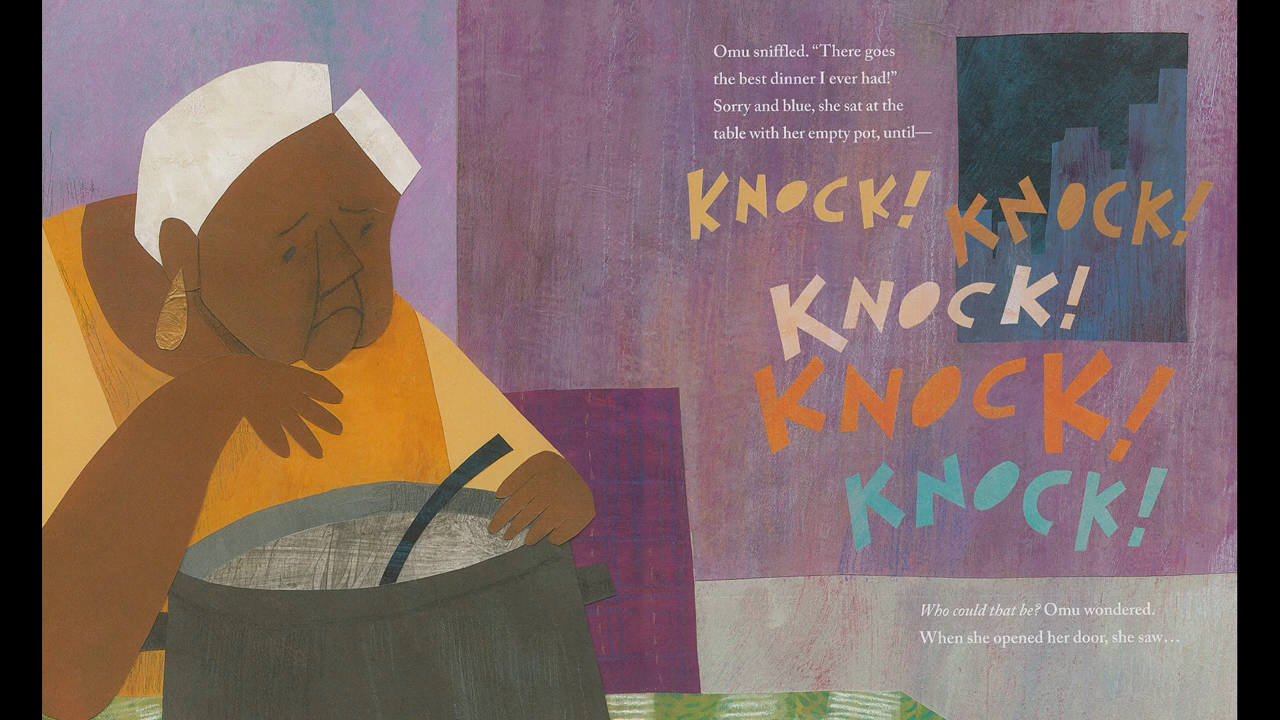 Omu sniffled. “There goes
the best dinner I ever had!”
Sorry and blue, she sat at the
table with her empty pot, until—
KNOCK! KNOCK!
KNOCK!
KNOCK!
KNOCK!
Who could that be? Omu wondered.
When she opened her door, she saw…